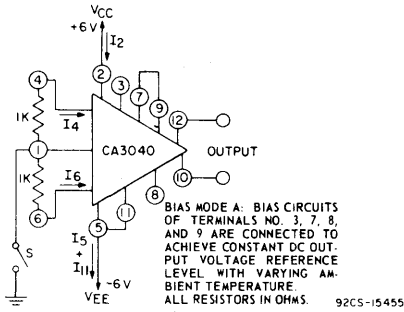 VCC
+6V
I2
4
2
3
7
9
12
1K
I4
1
CA3040
OUTPUT
1K
I6
10
6
8
11
5
S
I5
+
I11
-6V
VEE
BIAS MODE A: BIAS CIRCUITS
OF TERMINALS NO. 3, 7, 8,
AND 9 ARE CONNECTED TO
ACHIEVE CONSTANT DC OUT-
PUT VOLTAGE REFERENCE
LEVEL WITH VARYING AM-
BIENT TEMPERATURE.
ALL RESISTORS IN OHMS.
92CS-15455